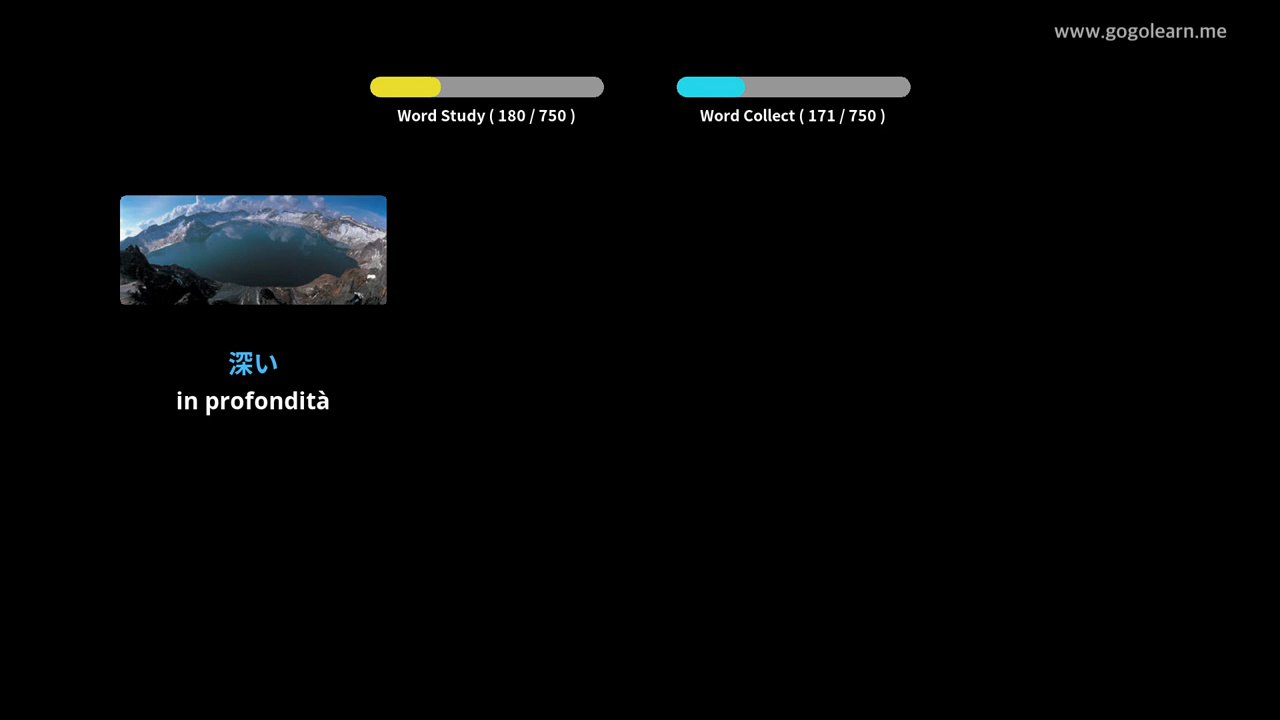 www.gogolearn.me
Word Study ( 180 / 750 )
Word Collect ( 171 / 750 )
深い
in profondità